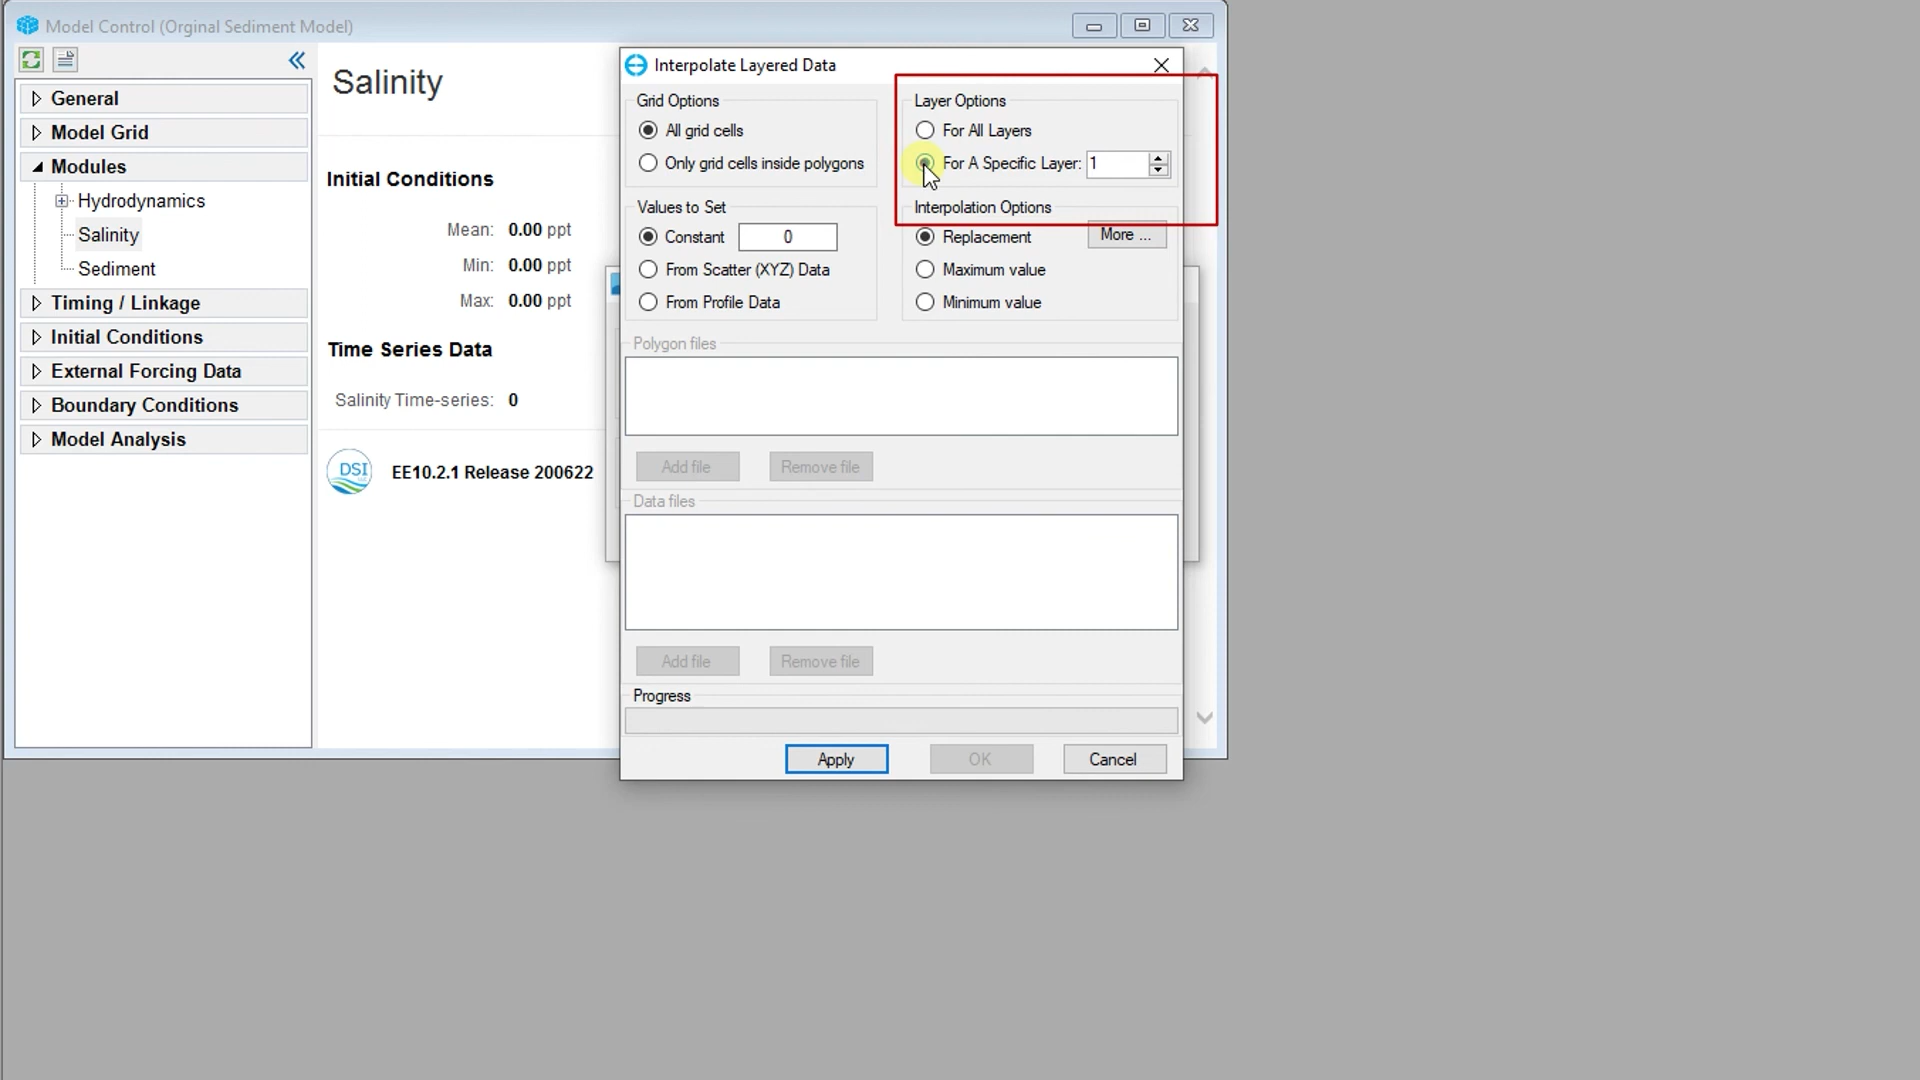 Model Control (Orginal Sediment Model)
General
Model Grid
Modules
Hydrodynamics
Salinity
Sediment
Timing / Linkage
Initial Conditions
External Forcing Data
Boundary Conditions
Model Analysis
Salinity
Initial Conditions
Mean: 0.00 ppt
Min: 0.00 ppt
Max: 0.00 ppt
Time Series Data
Salinity Time-series: 0
DSI
EE10.2.1 Release 200622
Interpolate Layered Data
Grid Options
All grid cells
Only grid cells inside polygons
Layer Options
For All Layers
For A Specific Layer: 1
Values to Set
Constant 0
From Scatter (XYZ) Data
From Profile Data
Interpolation Options
Replacement More ...
Maximum value
Minimum value
Polygon files
Add file Remove file
Data files
Add file Remove file
Progress
Apply OK Cancel